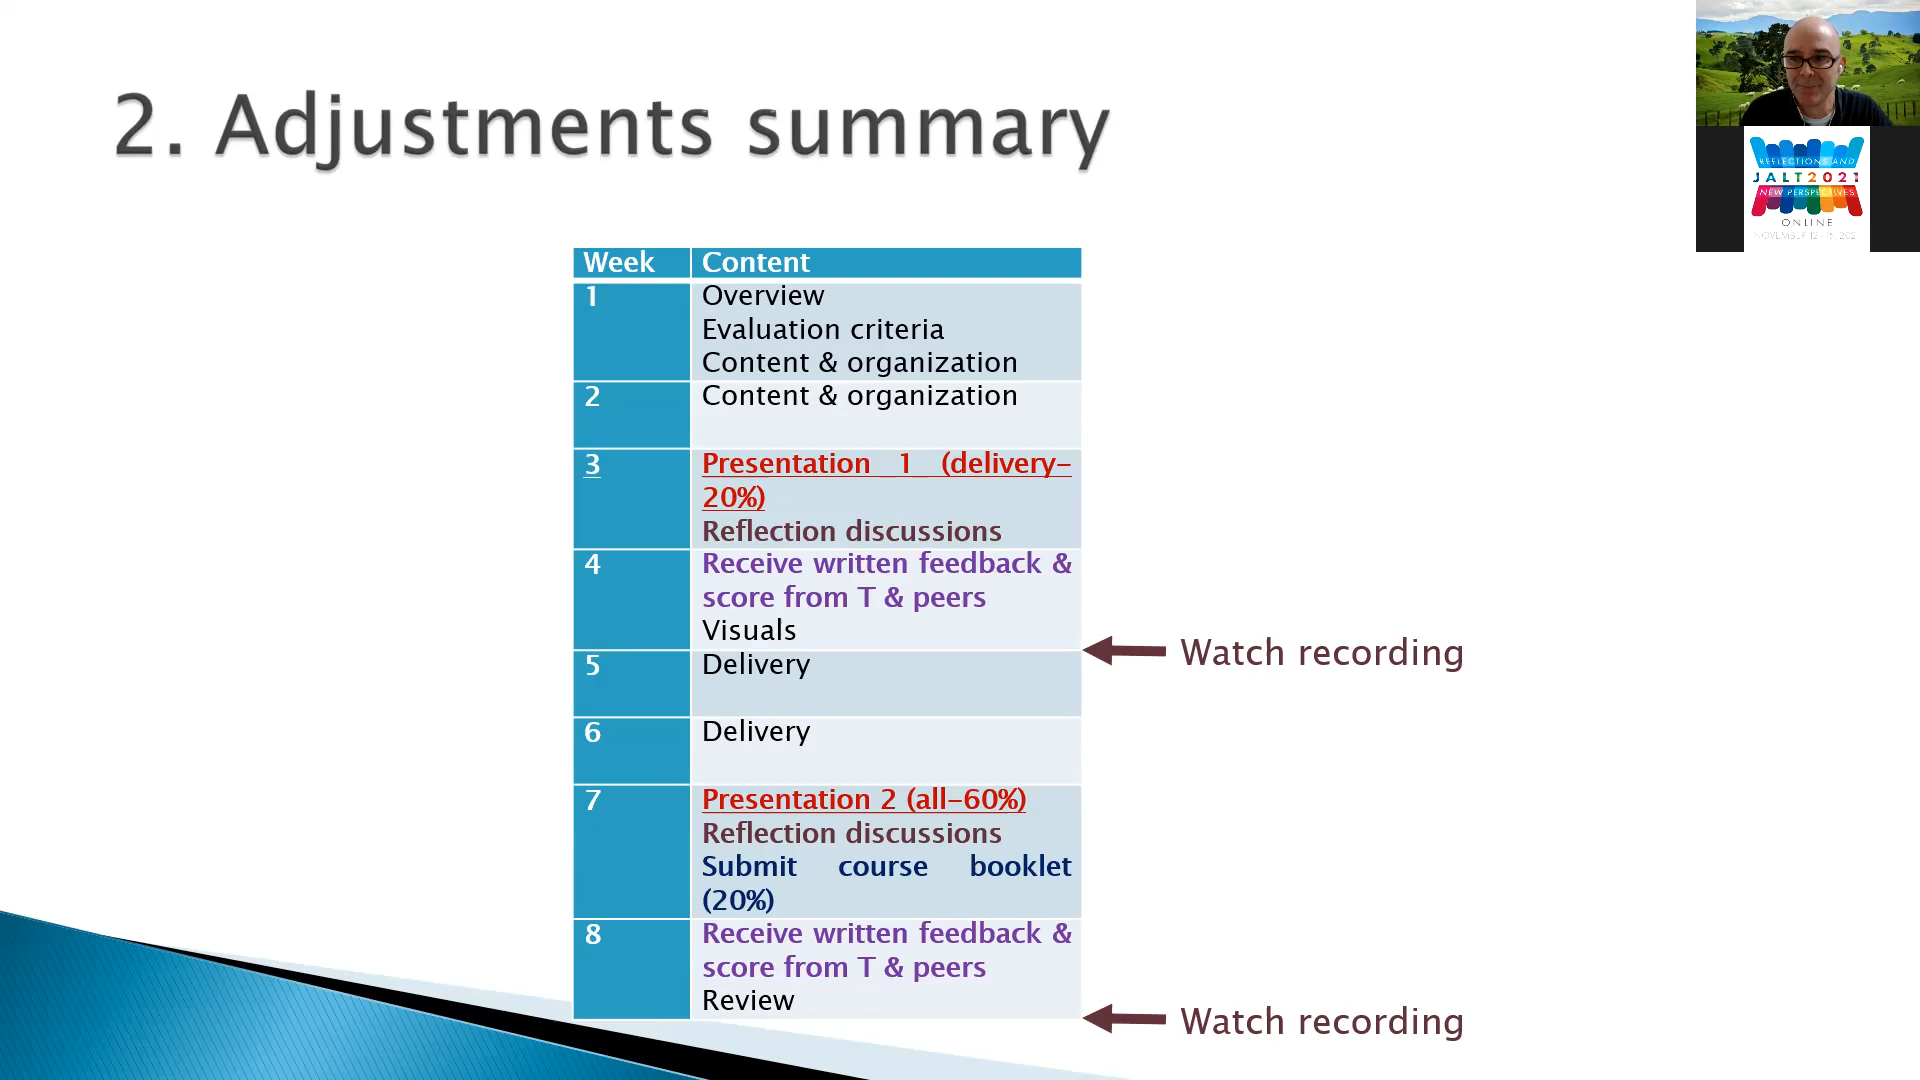 2. Adjustments summary
REFLECTIONS AND
JALT2021
NEW PERSPECTIVES
ONLINE
Week Content
1 Overview
Evaluation criteria
Content & organization
2 Content & organization
3 Presentation 1 (delivery-
20%)
Reflection discussions
4 Receive written feedback &
score from T & peers
Visuals
Watch recording
5 Delivery
6 Delivery
7 Presentation 2 (all-60%)
Reflection discussions
Submit course booklet
(20%)
8 Receive written feedback &
score from T & peers
Review
Watch recording